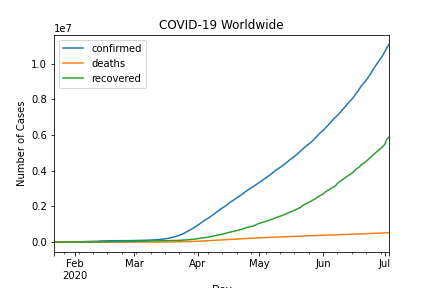 COVID-19 Worldwide
1e7
confirmed
deaths
recovered
1.0
0.8
0.6
0.4
0.2
0.0
Number of Cases
Feb Mar Apr May Jun Jul
2020